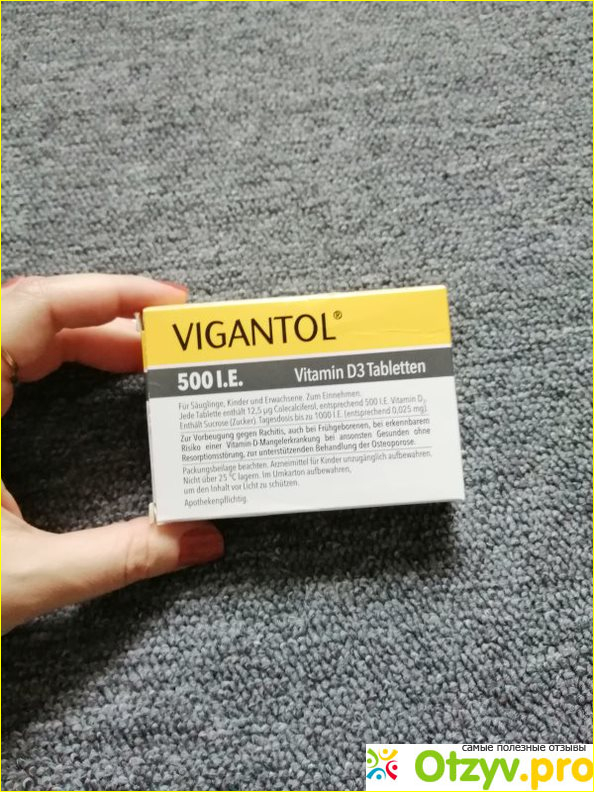 VIGANTOL®
500 I.E. Vitamin D3 Tabletten
Für Säuglinge, Kinder und Erwachsene. Zum Einnehmen.
Jede Tablette enthält 12,5 µg Colecalciferol, entsprechend 500 I.E. Vitamin D₃
Enthält Sucrose (Zucker). Tagesdosis bis zu 1000 I.E. (entsprechend 0,025 mg).
Zur Vorbeugung gegen Rachitis, auch bei Frühgeborenen, bei erkennbarem
Risiko einer Vitamin-D-Mangelerkrankung bei ansonsten Gesunden ohne
Resorptionsstörung, zur unterstützenden Behandlung der Osteoporose.
Packungsbeilage beachten. Arzneimittel für Kinder unzugänglich aufbewahren.
Nicht über 25 °C lagern. Im Umkarton aufbewahren,
um den Inhalt vor Licht zu schützen.
Apothekenpflichtig.
самые полезные отзывы
Otzyv.pro